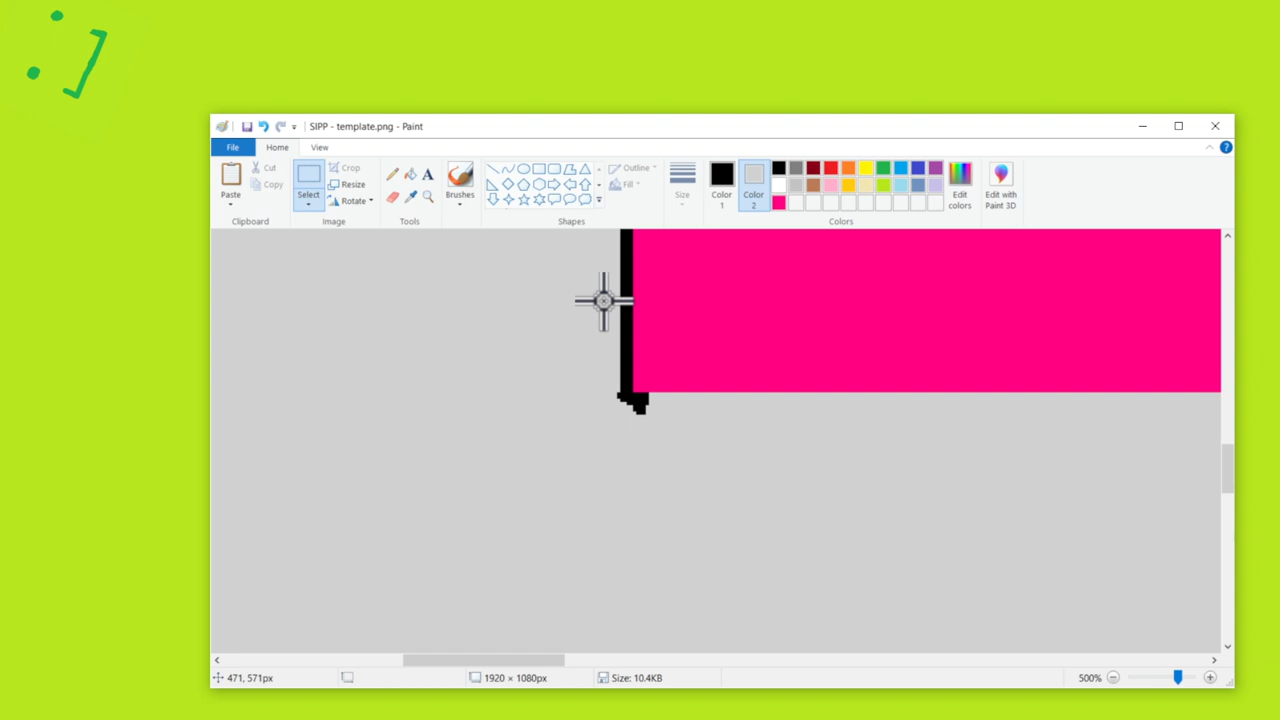 :]
SIPP - template.png - Paint
File Home View
Paste Cut Copy
Clipboard
Select Crop Resize Rotate
Image
Tools
Brushes
Shapes
Outline
Fill
Size
Color 1
Color 2
Colors
Edit colors
Edit with Paint 3D
471, 571px 1920 × 1080px Size: 10.4KB 500%